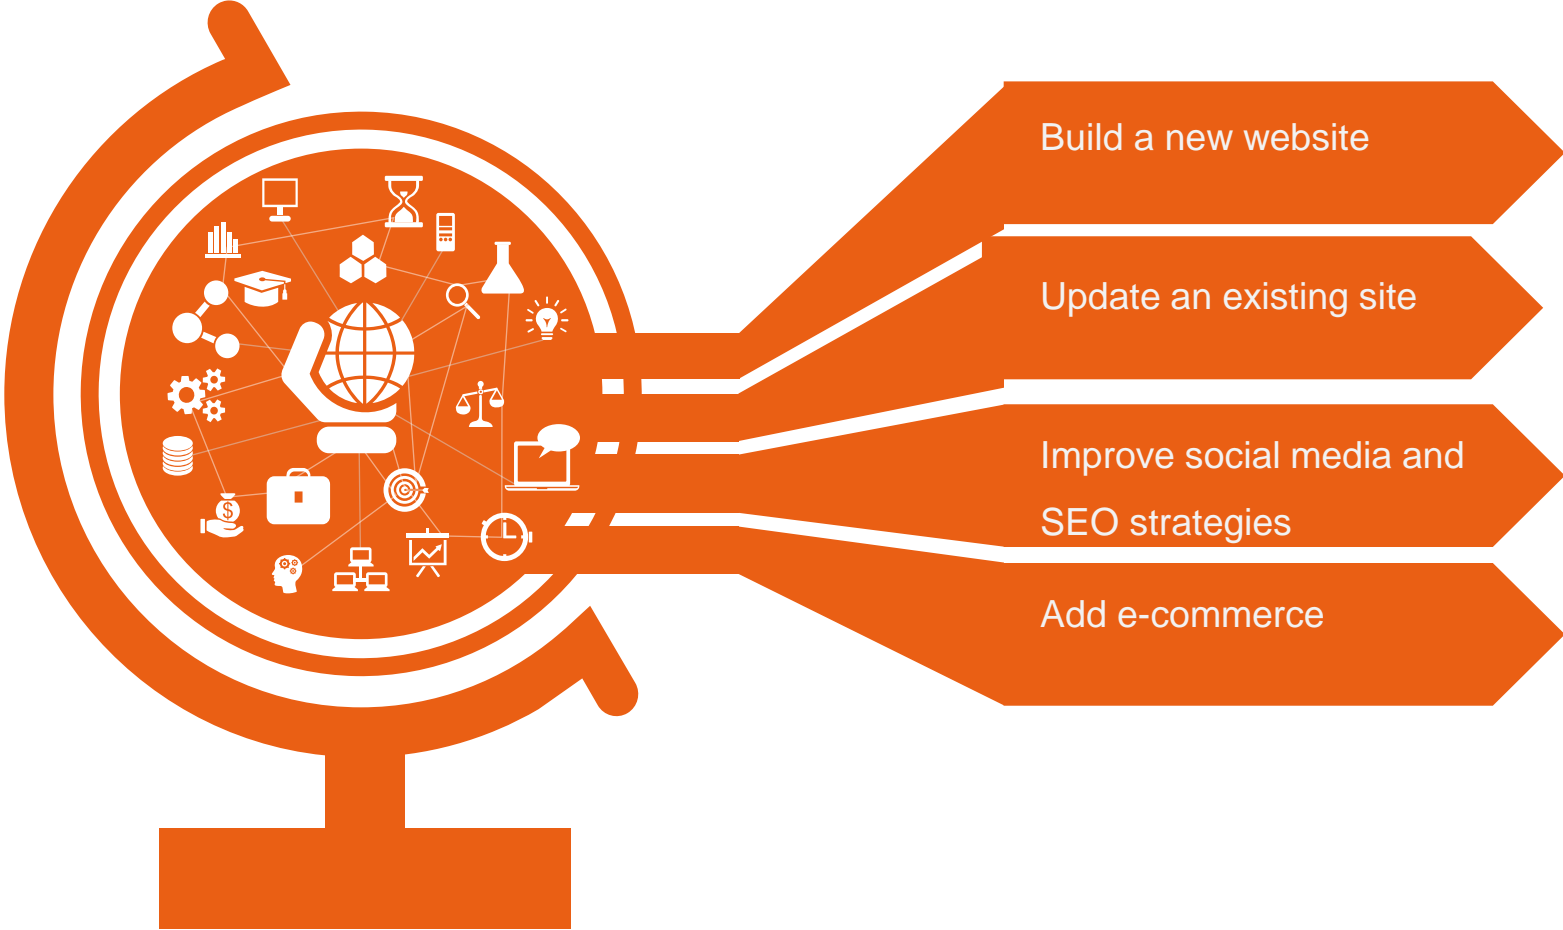 Build a new website
Update an existing site
Improve social media and
SEO strategies
Add e-commerce
$